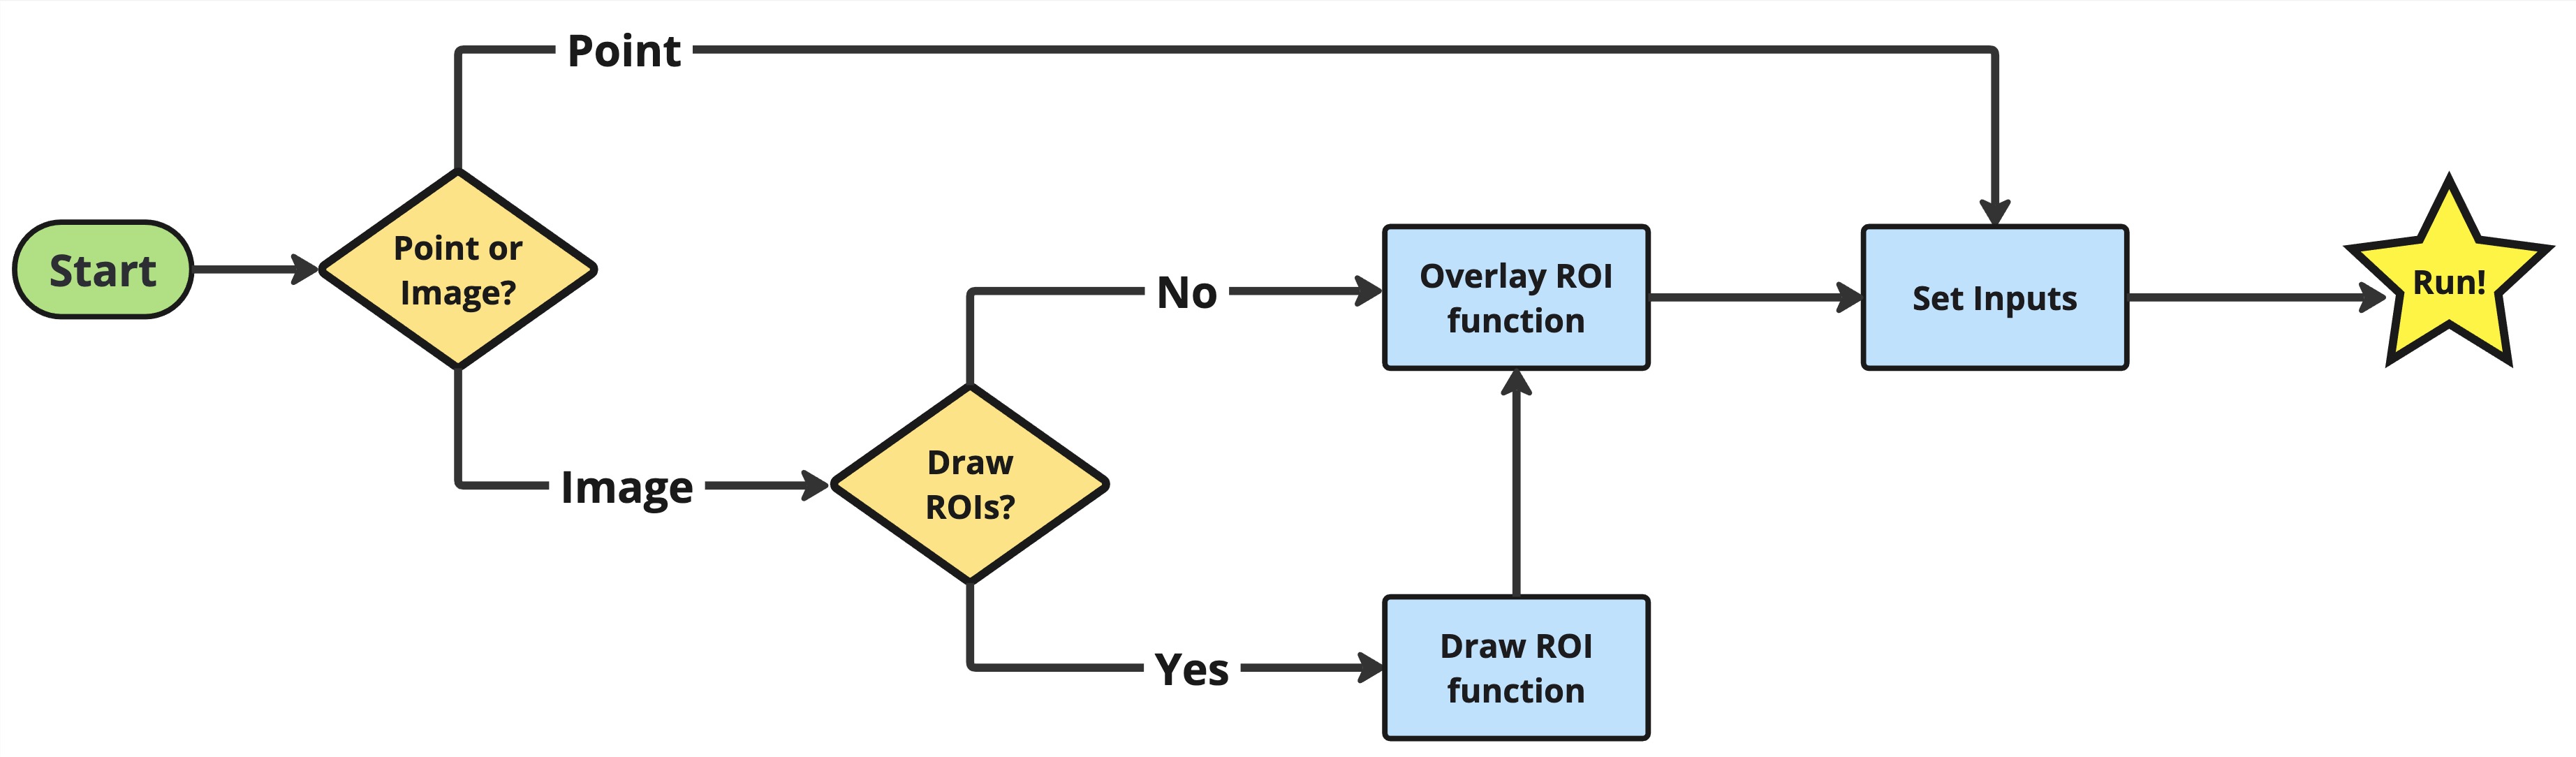 Point
Start
Point or
Image?
No
Overlay ROI
function
Set Inputs
Run!
Image
Draw
ROIs?
Yes
Draw ROI
function